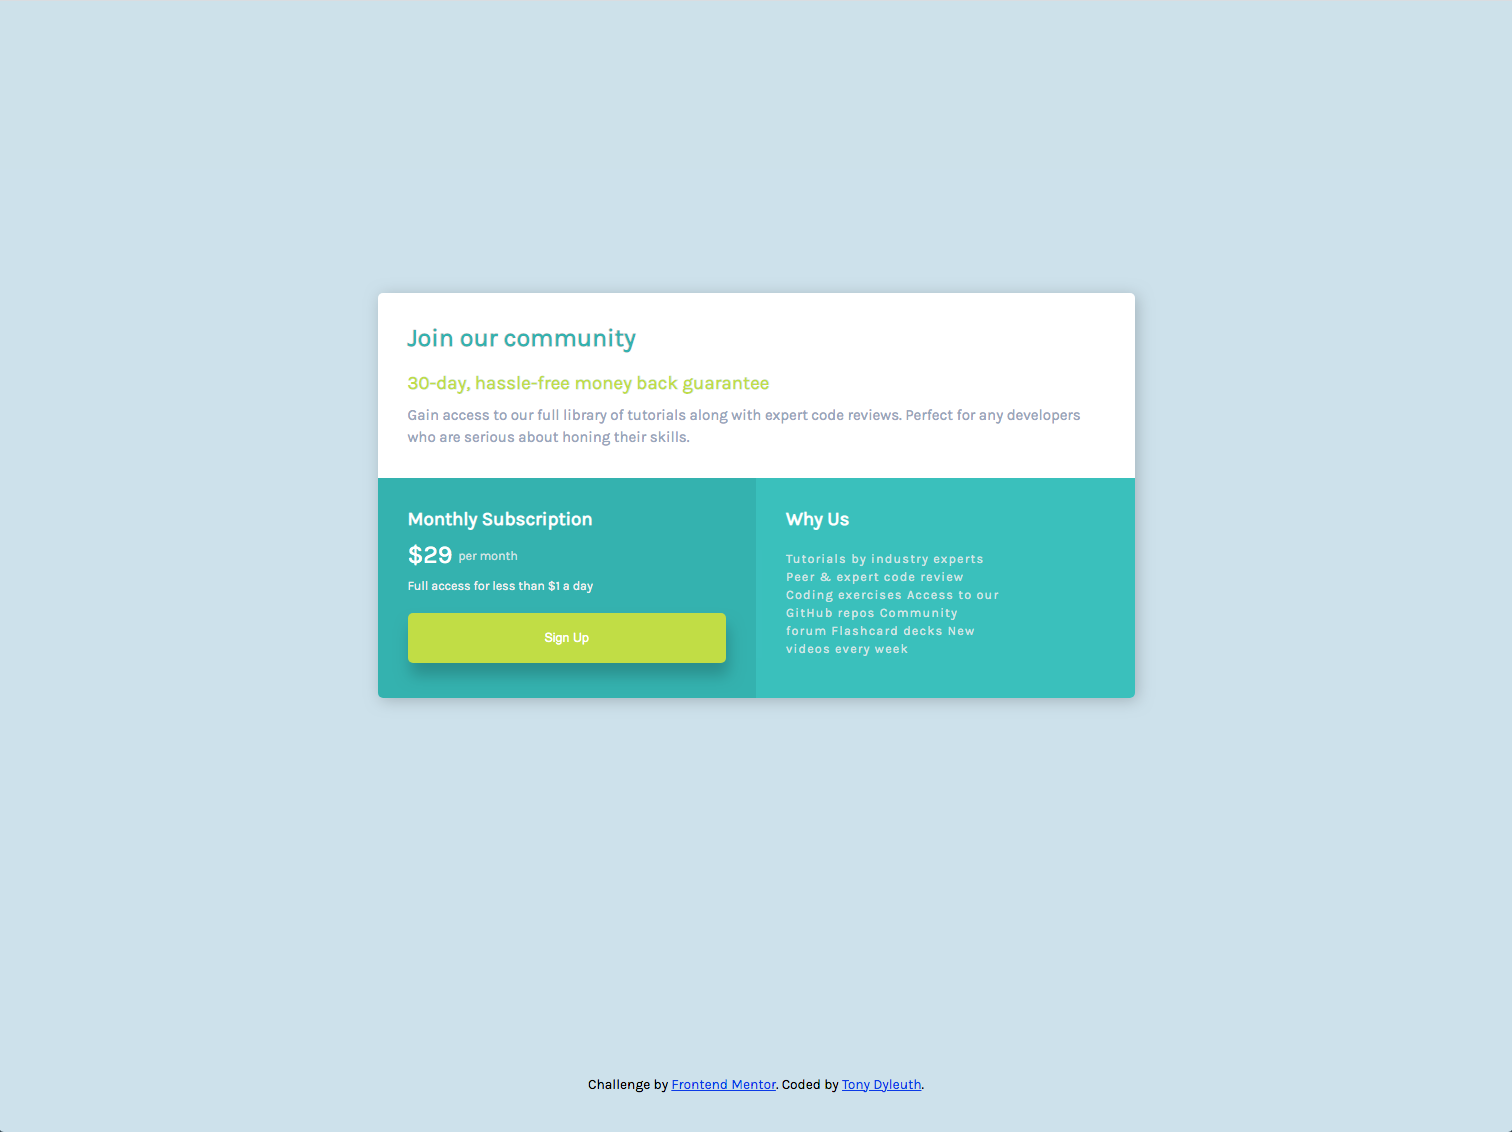 Join our community
30-day, hassle-free money back guarantee
Gain access to our full library of tutorials along with expert code reviews. Perfect for any developers
who are serious about honing their skills.
Monthly Subscription
$29 per month
Full access for less than $1 a day
Sign Up
Why Us
Tutorials by industry experts
Peer & expert code review
Coding exercises Access to our
GitHub repos Community
forum Flashcard decks New
videos every week
Challenge by Frontend Mentor. Coded by Tony Dyleuth.